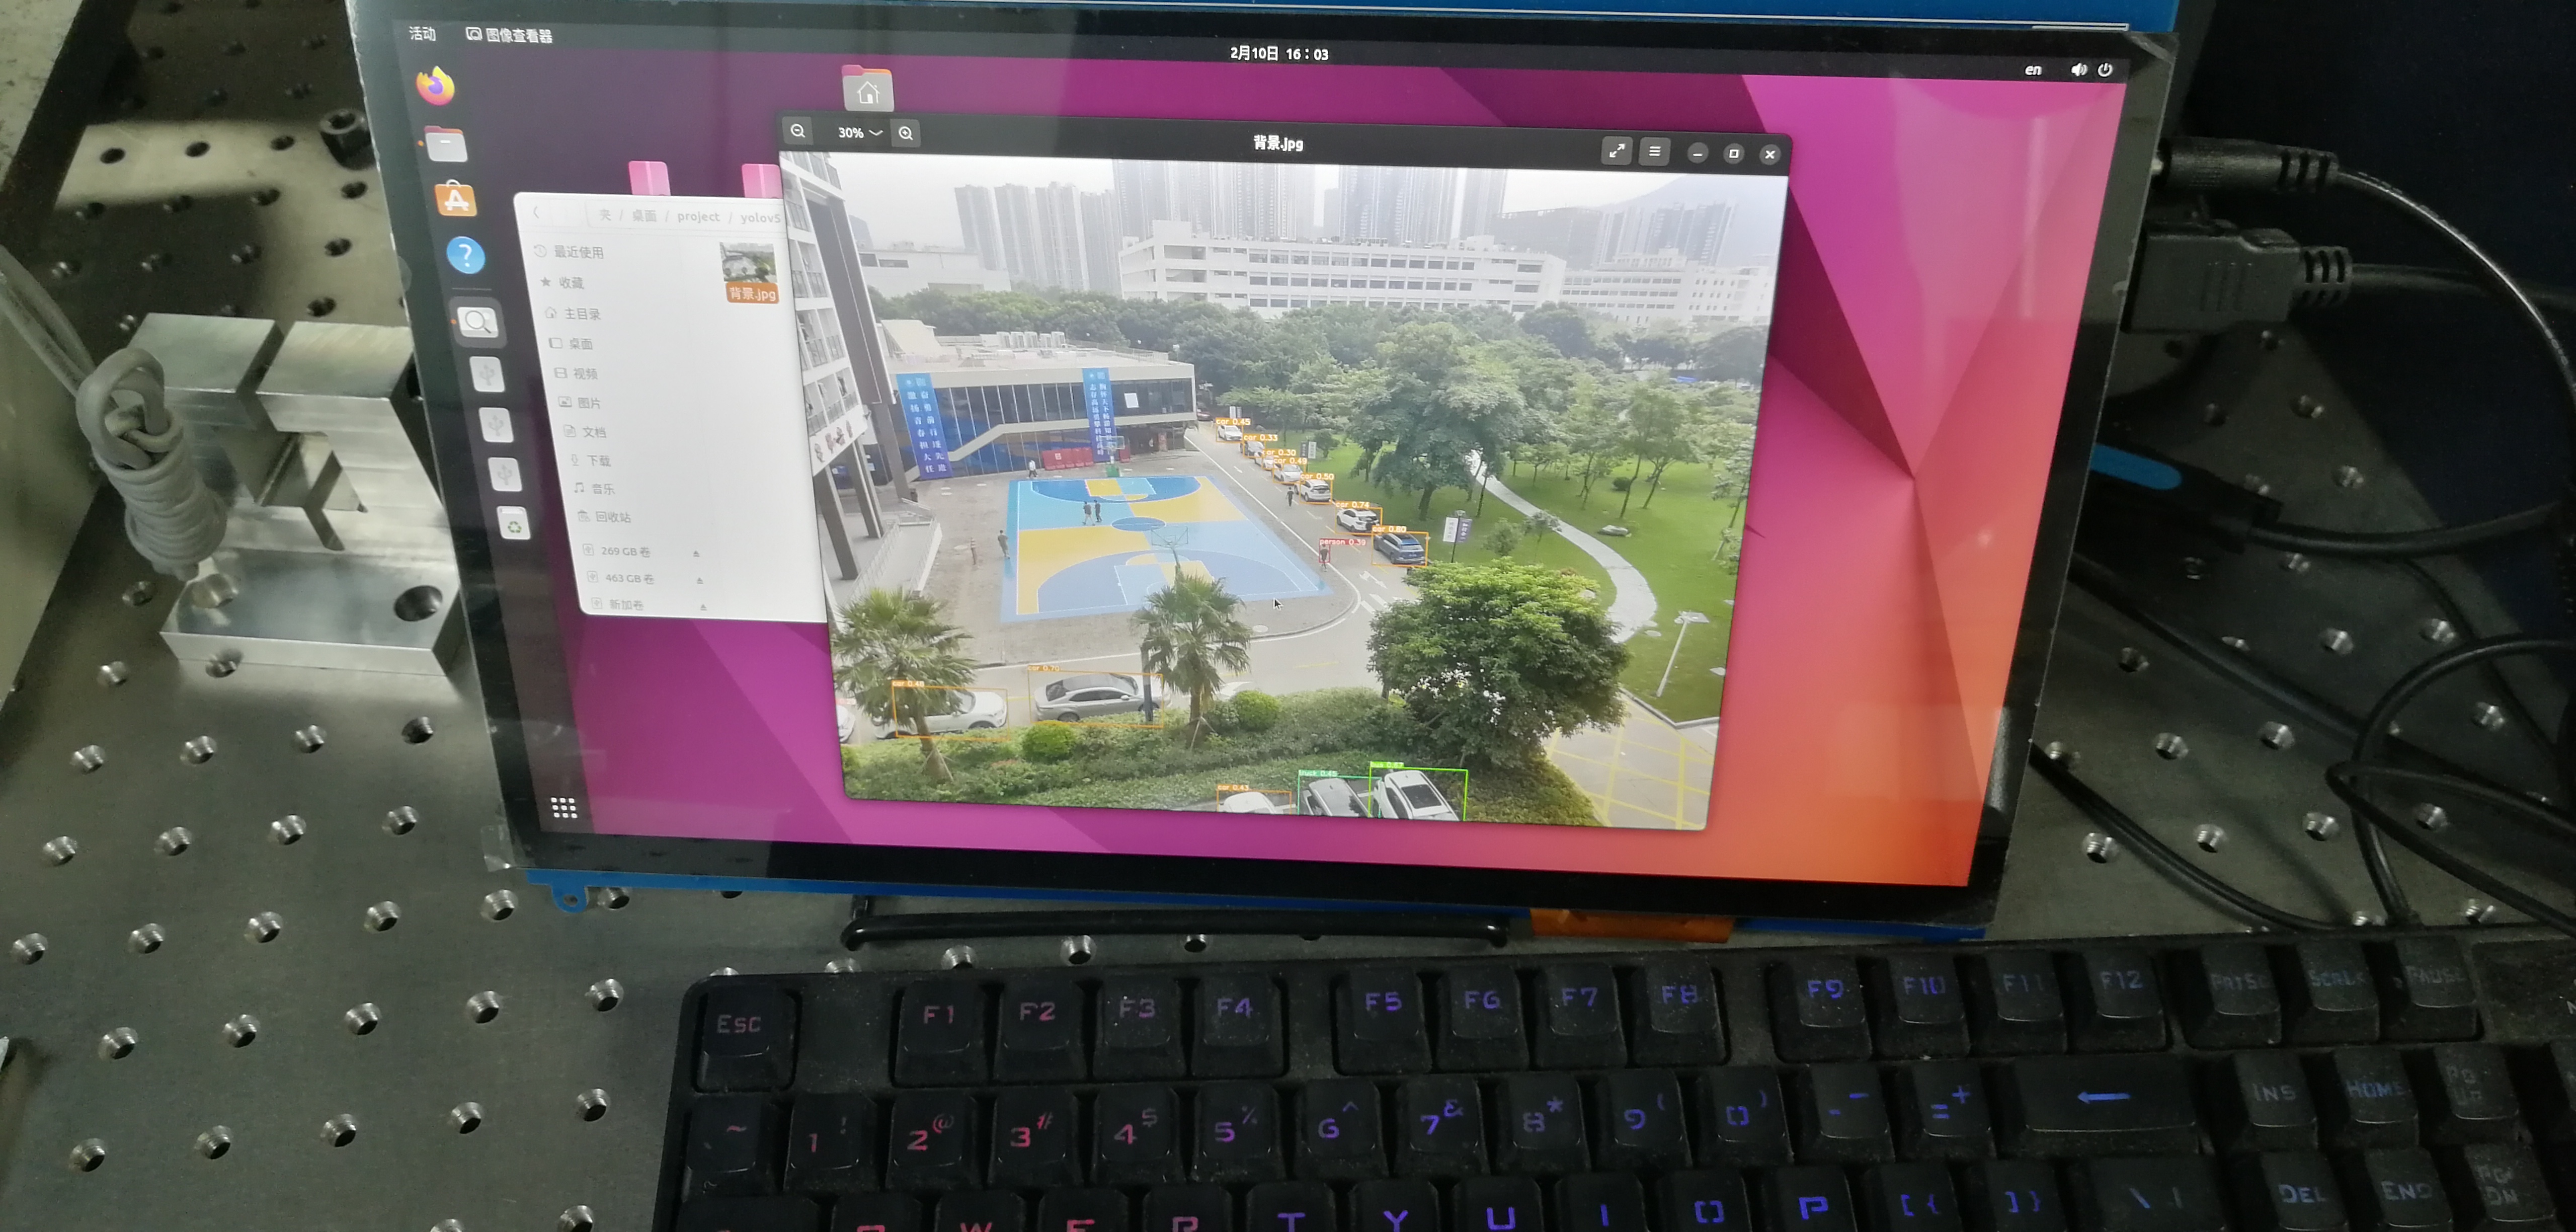 活动 图像查看器
2月10日 16:03
en
30%
背景.jpg
夹 / 桌面 / project / yolov5
最近使用
收藏
主目录
桌面
视频
图片
文档
下载
音乐
回收站
269 GB 卷
463 GB 卷
新加卷
背景.jpg
car 0.45
car 0.33
car 0.30
car 0.49
car 0.50
car 0.74
car 0.80
person 0.39
car 0.70
car 0.48
car 0.43
truck 0.45
bus 0.67
Esc F1 F2 F3 F4 F5 F6 F7 F8 F9 F10 F11 F12 PRTSC SCRLK PAUSE
~ 1 ! 2 @ 3 # 4 $ 5 % 6 ^ 7 & 8 * 9 ( 0 ) - = + ← INS HOME PG UP
W E R T Y U I O P [ { ] } \ | DEL END PG DN